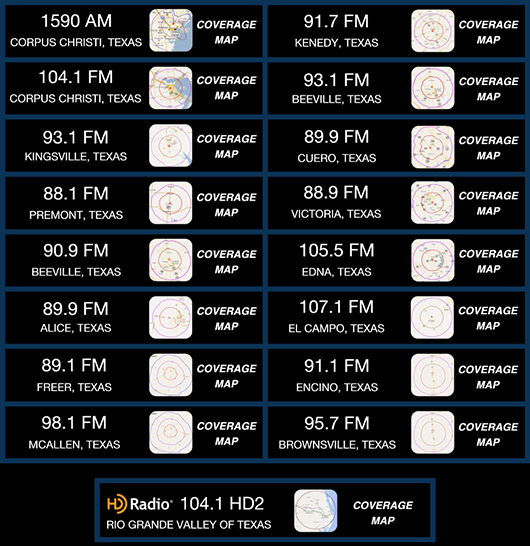 1590 AM
CORPUS CHRISTI, TEXAS
COVERAGE
MAP
91.7 FM
KENEDY, TEXAS
COVERAGE
MAP
104.1 FM
CORPUS CHRISTI, TEXAS
COVERAGE
MAP
93.1 FM
BEEVILLE, TEXAS
COVERAGE
MAP
93.1 FM
KINGSVILLE, TEXAS
COVERAGE
MAP
89.9 FM
CUERO, TEXAS
COVERAGE
MAP
88.1 FM
PREMONT, TEXAS
COVERAGE
MAP
88.9 FM
VICTORIA, TEXAS
COVERAGE
MAP
90.9 FM
BEEVILLE, TEXAS
COVERAGE
MAP
105.5 FM
EDNA, TEXAS
COVERAGE
MAP
89.9 FM
ALICE, TEXAS
COVERAGE
MAP
107.1 FM
EL CAMPO, TEXAS
COVERAGE
MAP
89.1 FM
FREER, TEXAS
COVERAGE
MAP
91.1 FM
ENCINO, TEXAS
COVERAGE
MAP
98.1 FM
MCALLEN, TEXAS
COVERAGE
MAP
95.7 FM
BROWNSVILLE, TEXAS
COVERAGE
MAP
HD Radio® 104.1 HD2
RIO GRANDE VALLEY OF TEXAS
COVERAGE
MAP